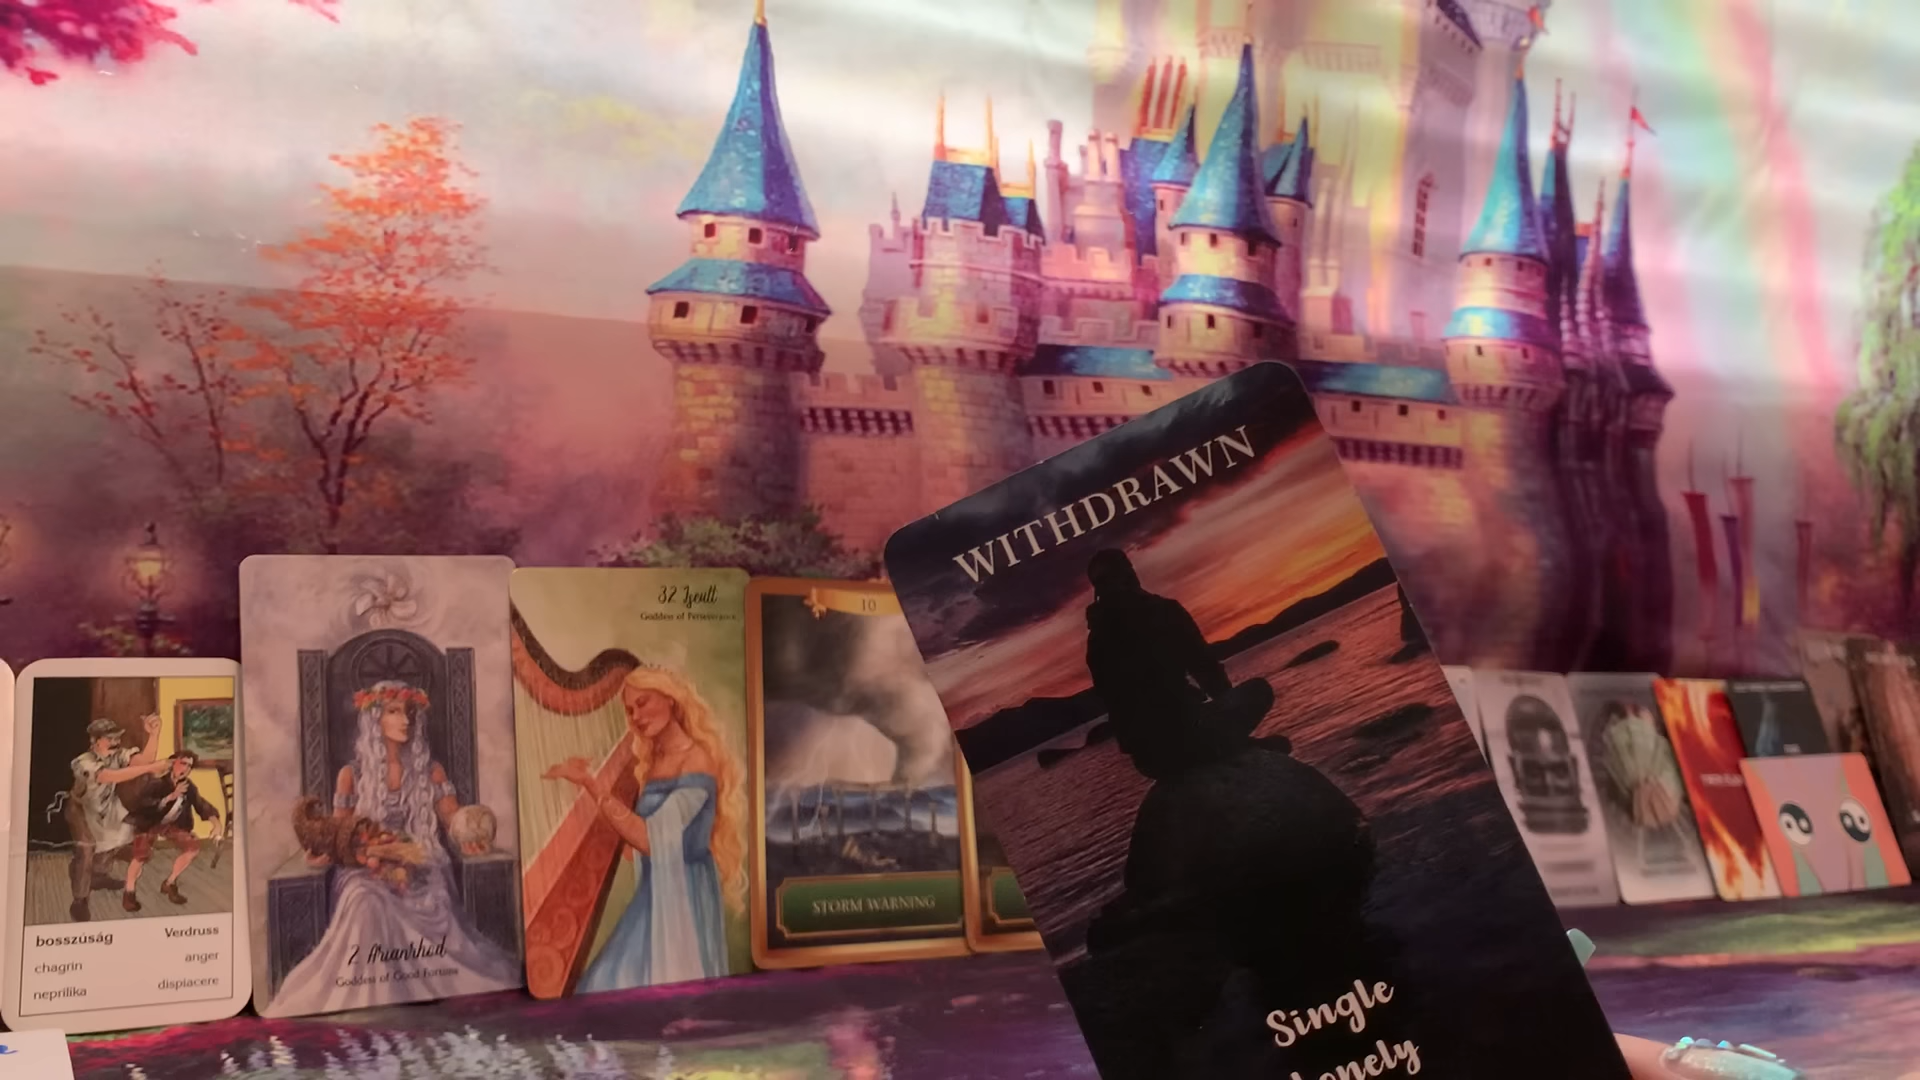 WITHDRAWN
Single
bosszúság
Verdruss
chagrin
anger
neprilika
dispiacere
2 Arianrhod
Goddess of Good Fortune
32 Iseult
Goddess of Perseverance
10
STORM WARNING